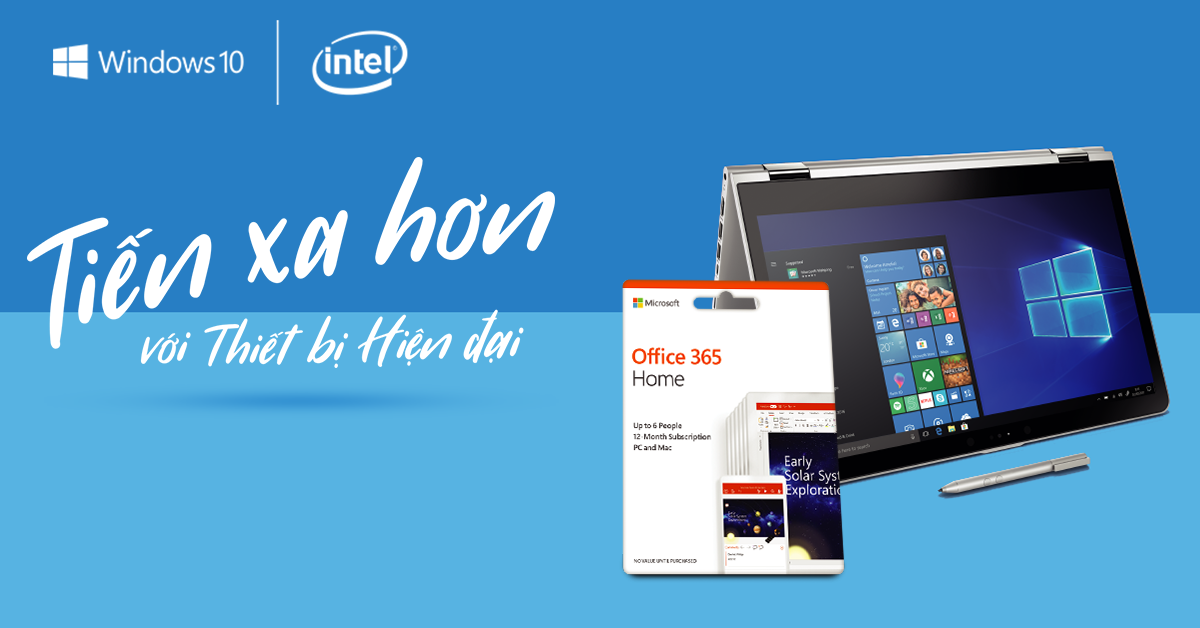 Windows 10
intel
Tiến xa hơn
với Thiết bị Hiện đại
Microsoft
Office 365
Home
Up to 6 People
12-Month Subscription
PC and Mac
Early
Solar Syst
Exploratio